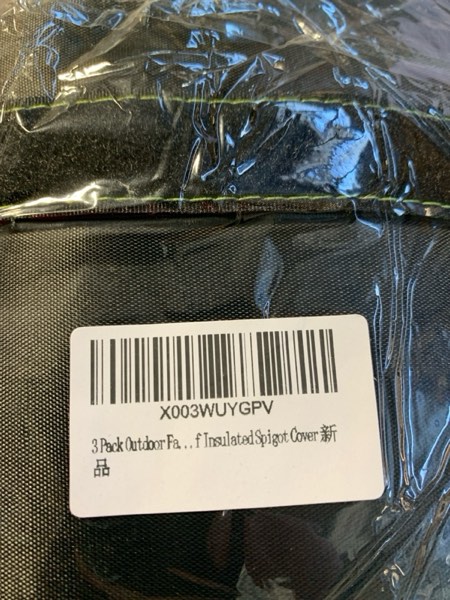 X003WUYGPV
3 Pack Outdoor Fa...f Insulated Spigot Cover 新
品